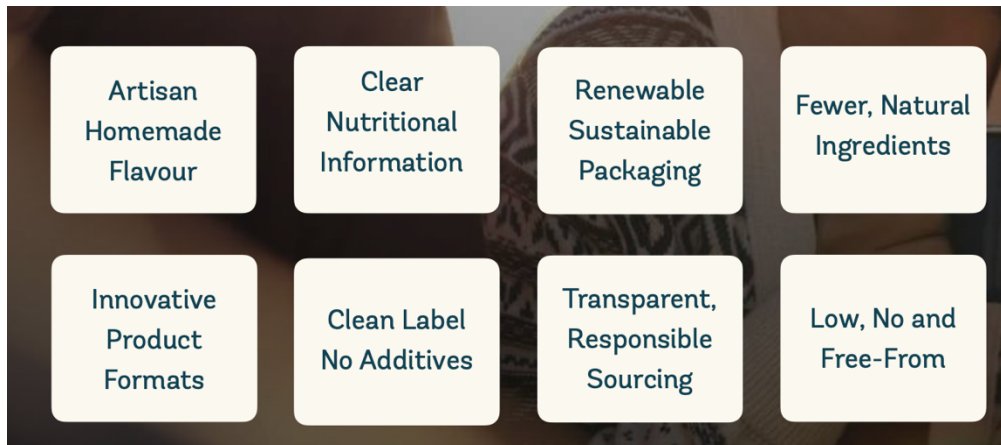 Artisan
Homemade
Flavour
Clear
Nutritional
Information
Renewable
Sustainable
Packaging
Fewer, Natural
Ingredients
Innovative
Product
Formats
Clean Label
No Additives
Transparent,
Responsible
Sourcing
Low, No and
Free-From